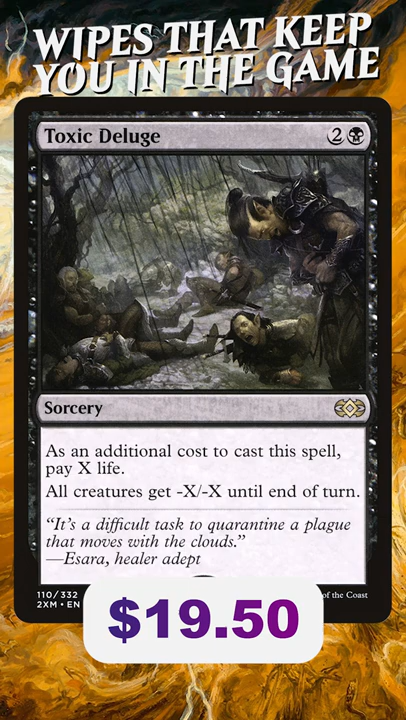 WIPES THAT KEEP
YOU IN THE GAME
Toxic Deluge
2
Sorcery
As an additional cost to cast this spell,
pay X life.
All creatures get -X/-X until end of turn.
“It’s a difficult task to quarantine a plague
that moves with the clouds.”
—Esara, healer adept
110/332
2XM • EN
of the Coast
$19.50